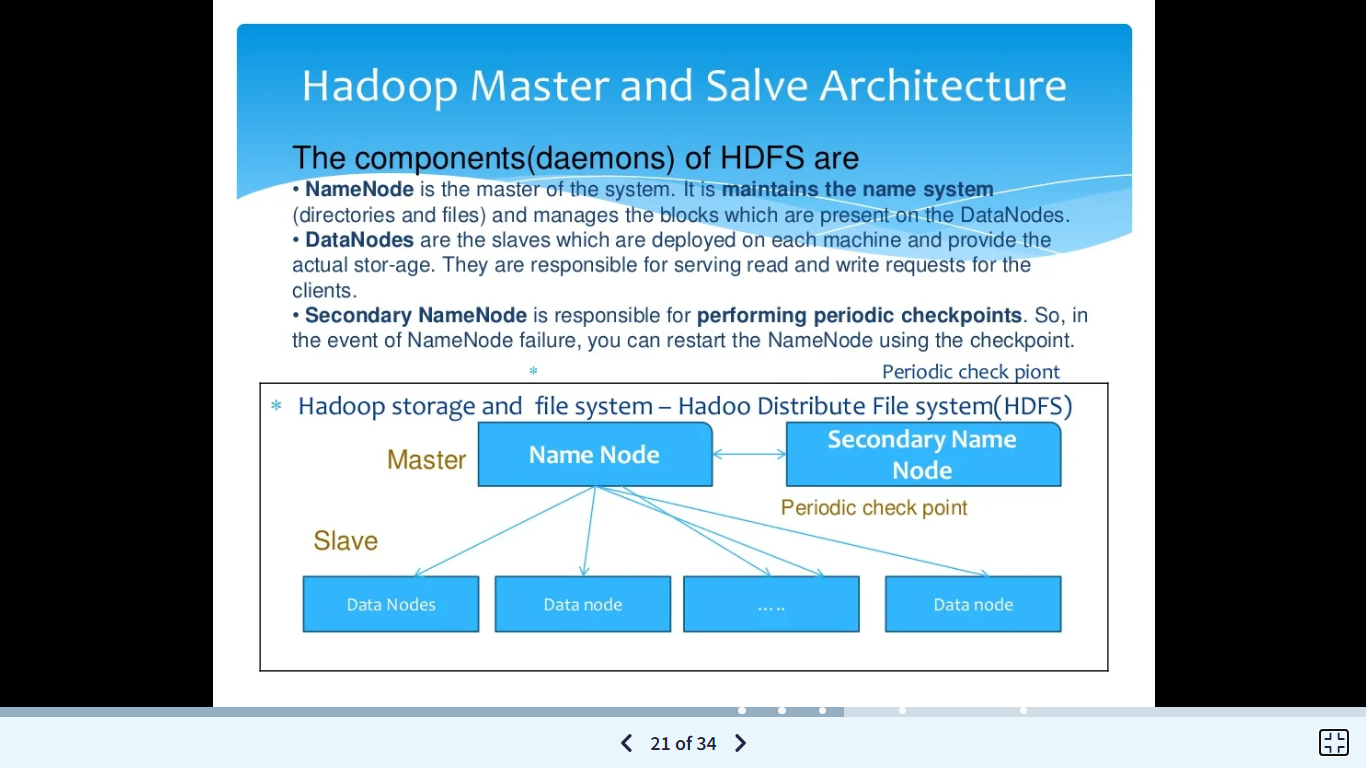 Hadoop Master and Salve Architecture
The components(daemons) of HDFS are
• NameNode is the master of the system. It is maintains the name system
(directories and files) and manages the blocks which are present on the DataNodes.
• DataNodes are the slaves which are deployed on each machine and provide the
actual stor-age. They are responsible for serving read and write requests for the
clients.
• Secondary NameNode is responsible for performing periodic checkpoints. So, in
the event of NameNode failure, you can restart the NameNode using the checkpoint.
* Periodic check piont
* Hadoop storage and file system – Hadoo Distribute File system(HDFS)
Master
Name Node
Secondary Name
Node
Periodic check point
Slave
Data Nodes
Data node
.....
Data node
21 of 34